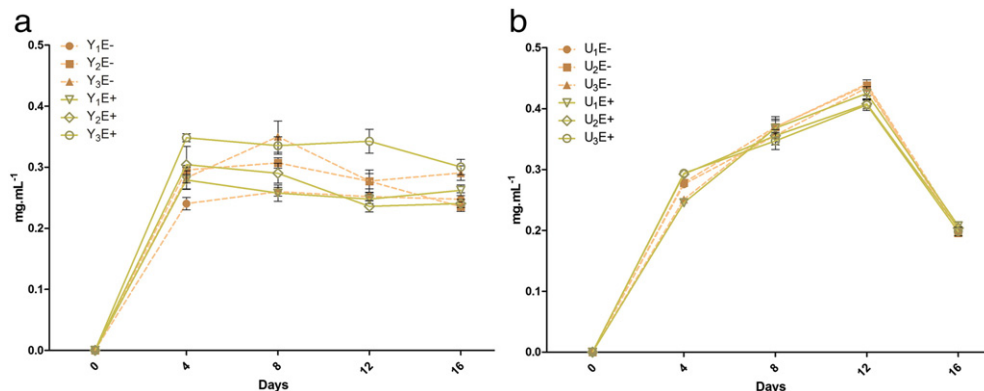 a
Y₁E-
Y₂E-
Y₃E-
Y₁E+
Y₂E+
Y₃E+
mg.mL⁻¹
0.5
0.4
0.3
0.2
0.1
0.0
0
4
8
12
16
Days
b
U₁E-
U₂E-
U₃E-
U₁E+
U₂E+
U₃E+
mg.mL⁻¹
0.5
0.4
0.3
0.2
0.1
0.0
0
4
8
12
16
Days